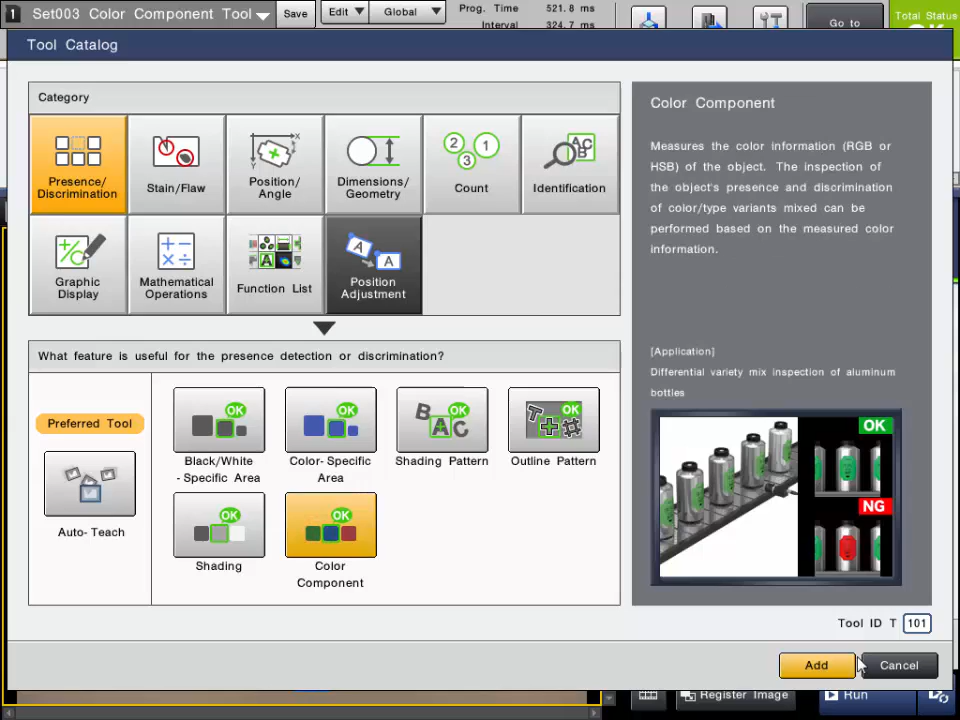 1 Set003 Color Component Tool
Save
Edit
Global
Prog. Time 521.8 ms
Interval 324.7 ms
Go to
Total Status
Tool Catalog
Category
Presence/
Discrimination
Stain/Flaw
Position/
Angle
Dimensions/
Geometry
Count
Identification
Graphic
Display
Mathematical
Operations
Function List
Position
Adjustment
What feature is useful for the presence detection or discrimination?
Preferred Tool
Auto-Teach
Black/White
-Specific Area
Color-Specific
Area
Shading Pattern
Outline Pattern
Shading
Color
Component
Color Component
Measures the color information (RGB or
HSB) of the object. The inspection of
the object's presence and discrimination
of color/type variants mixed can be
performed based on the measured color
information.
[Application]
Differential variety mix inspection of aluminum
bottles
OK
NG
Tool ID T 101
Add
Cancel
Register Image
Run